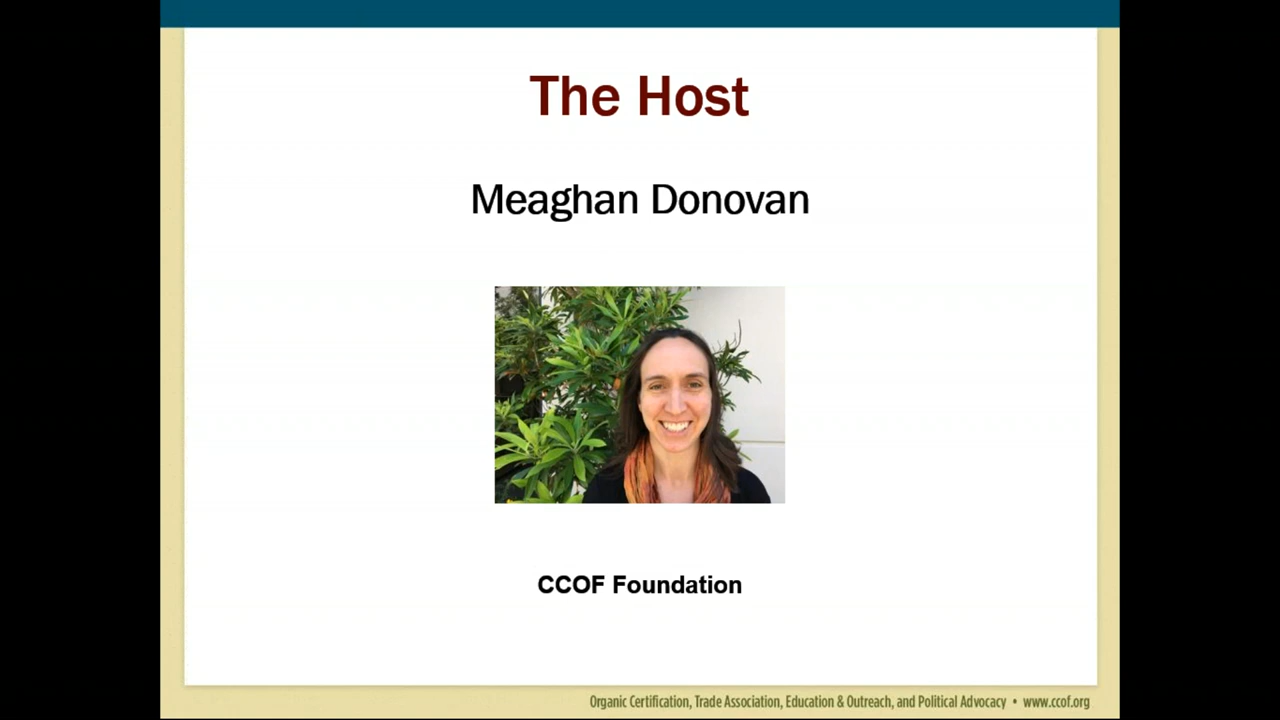 The Host
Meaghan Donovan
CCOF Foundation
Organic Certification, Trade Association, Education & Outreach, and Political Advocacy • www.ccof.org